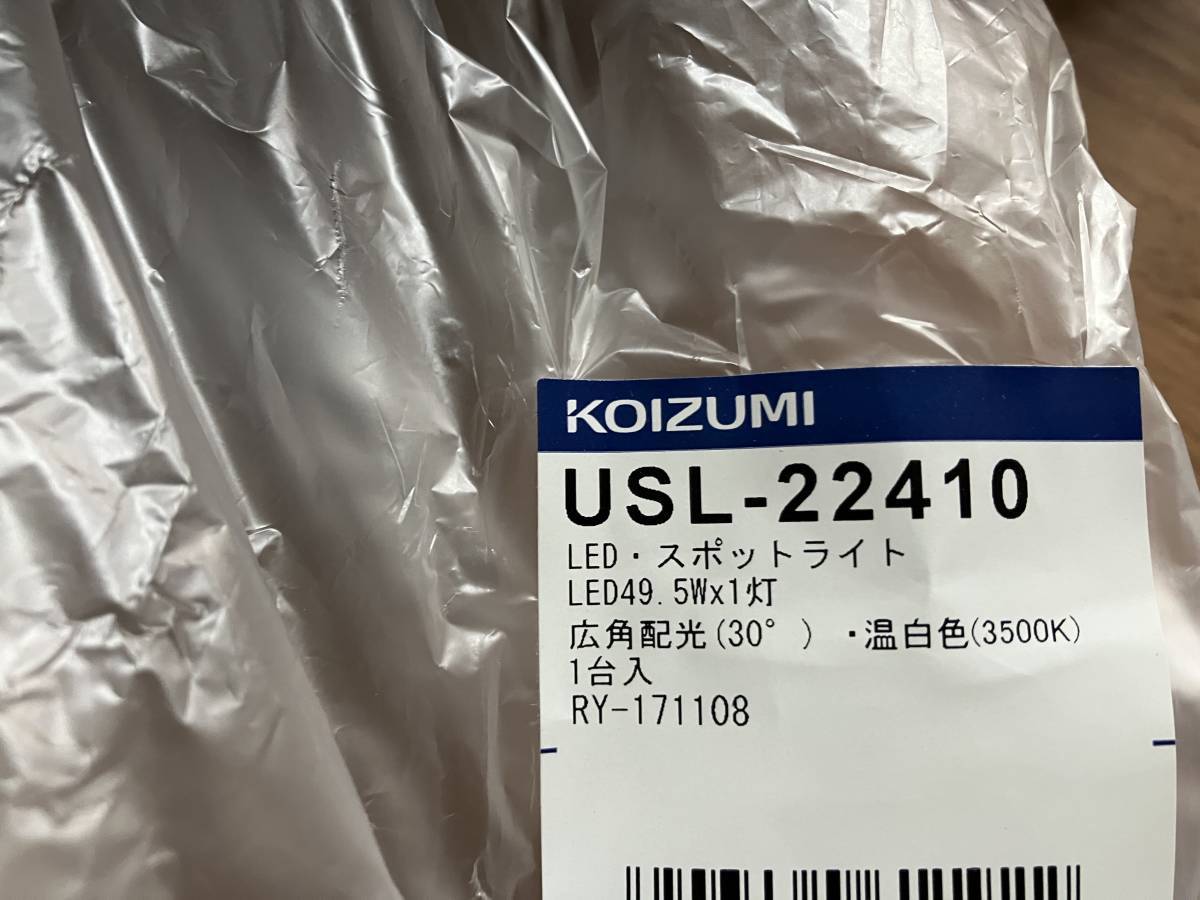 KOIZUMI
USL-22410
LED・スポットライト
LED49.5Wx1灯
広角配光(30°)・温白色(3500K)
1台入
RY-171108